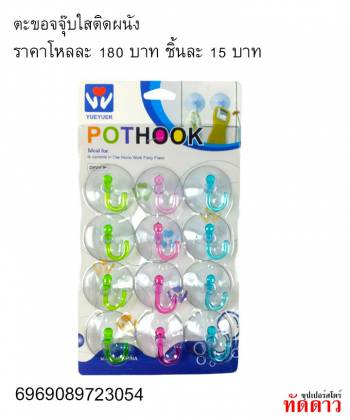 ตะขอจุ๊บใสติดผนัง
ราคาโหลละ 180 บาท ชิ้นละ 15 บาท
YUEYUEK
POTHOOK
Ideal for
6969089723054
ซุปเปอร์สโตร์
ทัดดาว